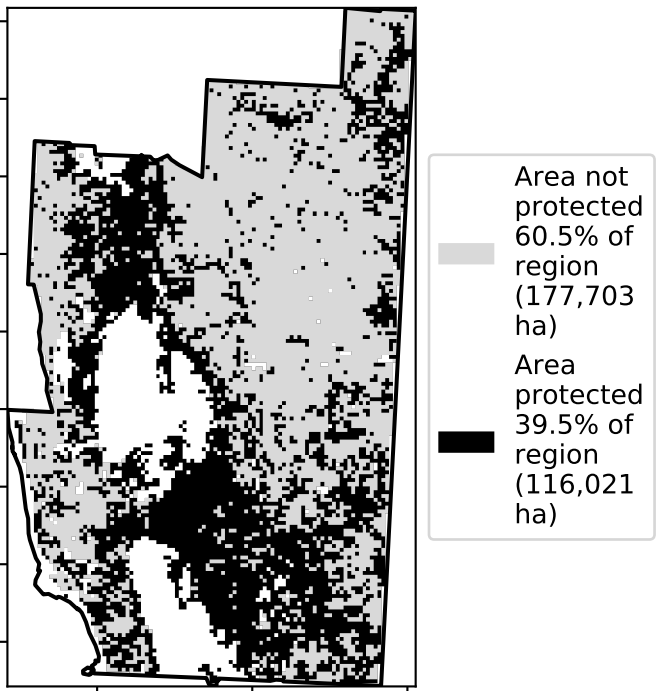 Area not
protected
60.5% of
region
(177,703
ha)
Area
protected
39.5% of
region
(116,021
ha)